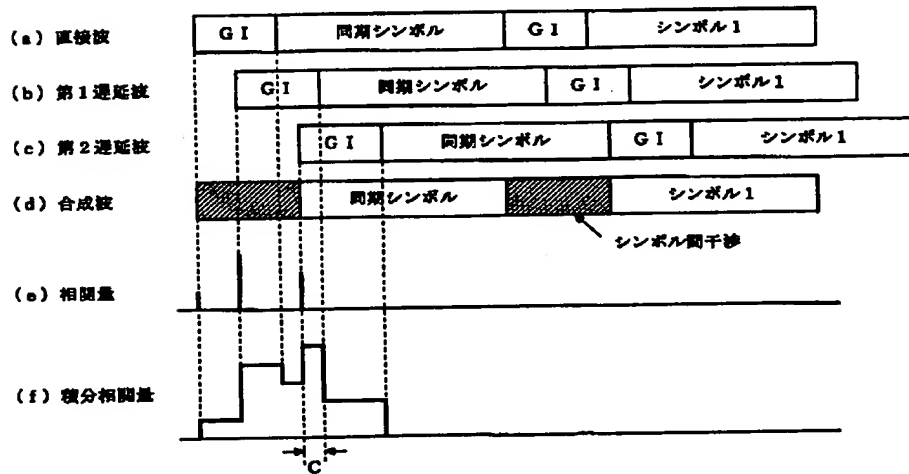 (a) 直接波 GI 同期シンボル GI シンボル1
(b) 第1遅延波 GI 同期シンボル GI シンボル1
(c) 第2遅延波 GI 同期シンボル GI シンボル1
(d) 合成波 同期シンボル シンボル1
シンボル間干渉
(e) 相関量
(f) 積分相関量
C